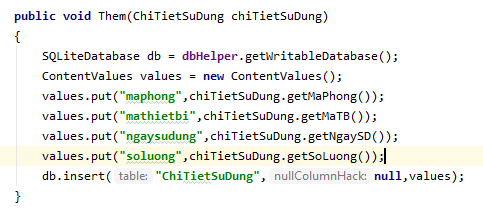 public void Them(ChiTietSuDung chiTietSuDung)
{
SQLiteDatabase db = dbHelper.getWritableDatabase();
ContentValues values = new ContentValues();
values.put("maphong",chiTietSuDung.getMaPhong());
values.put("mathietbi",chiTietSuDung.getMaTB());
values.put("ngaysudung",chiTietSuDung.getNgaySD());
values.put("soluong",chiTietSuDung.getSoLuong());
db.insert( table: "ChiTietSuDung", nullColumnHack: null,values);
}